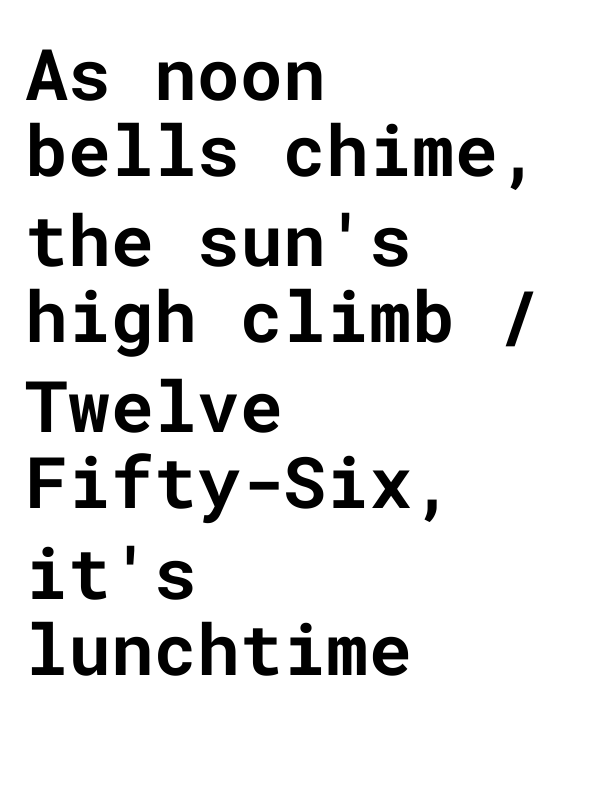 As noon
bells chime,
the sun's
high climb /
Twelve
Fifty-Six,
it's
lunchtime